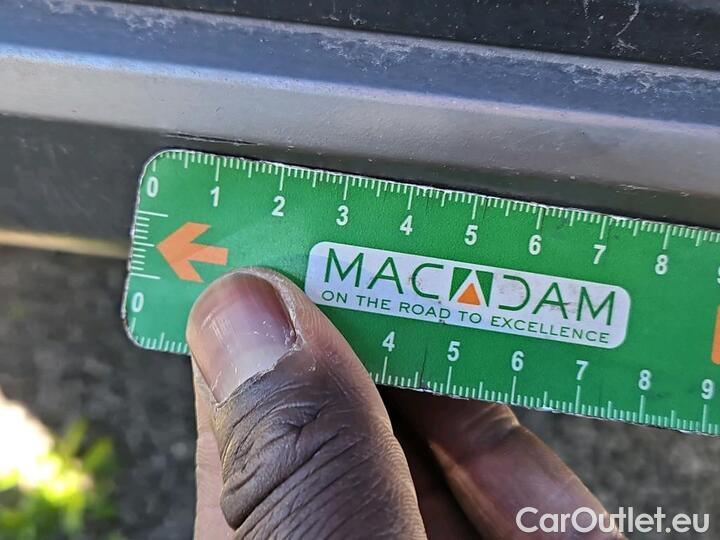 0 1 2 3 4 5 6 7 8
MACADAM
ON THE ROAD TO EXCELLENCE
0 4 5 6 7 8 9
CarOutlet.eu